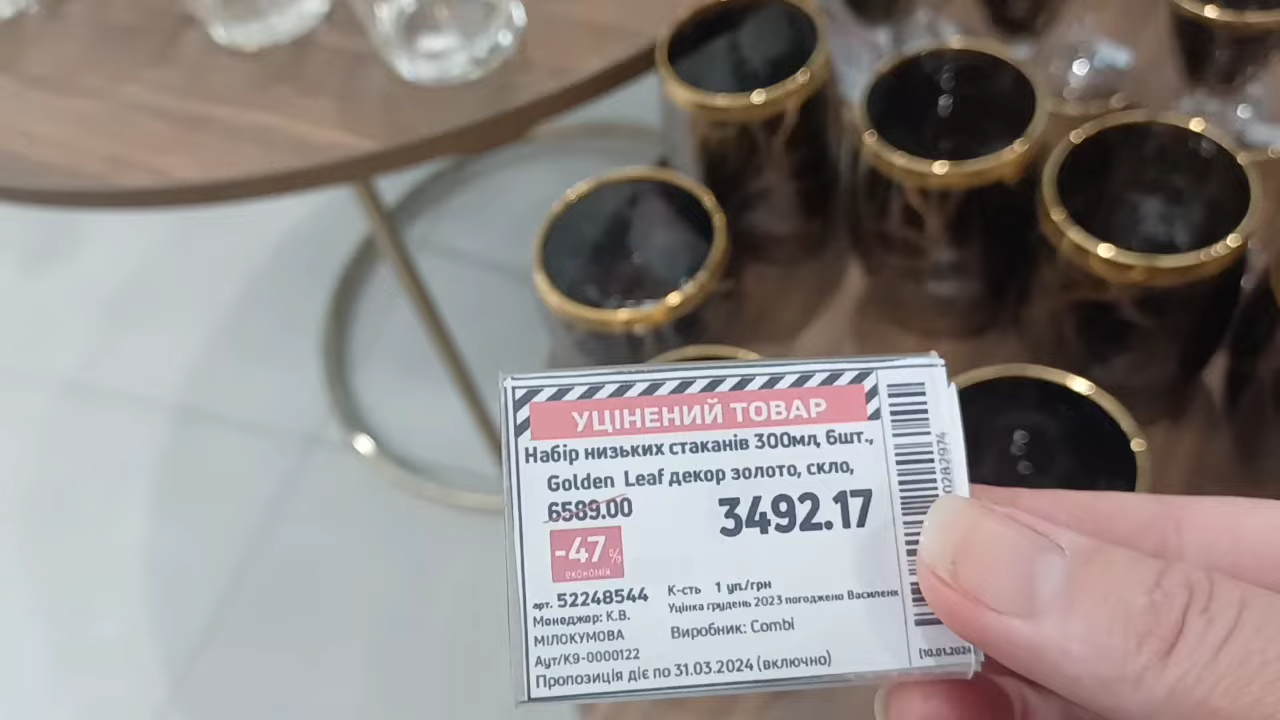 УЦІНЕНИЙ ТОВАР
Набір низьких стаканів 300мл, 6шт.,
Golden Leaf декор золото, скло,
6589.00
3492.17
-47%
економія
арт. 52248544
К-сть 1 уп./грн
Менеджер: К.В.
Уцінка грудень 2023 погоджено Василенк
МІЛОКУМОВА
Виробник: Combi
Аут/К9-0000122
Пропозиція діє по 31.03.2024 (включно)
0282974
(10.01.2024